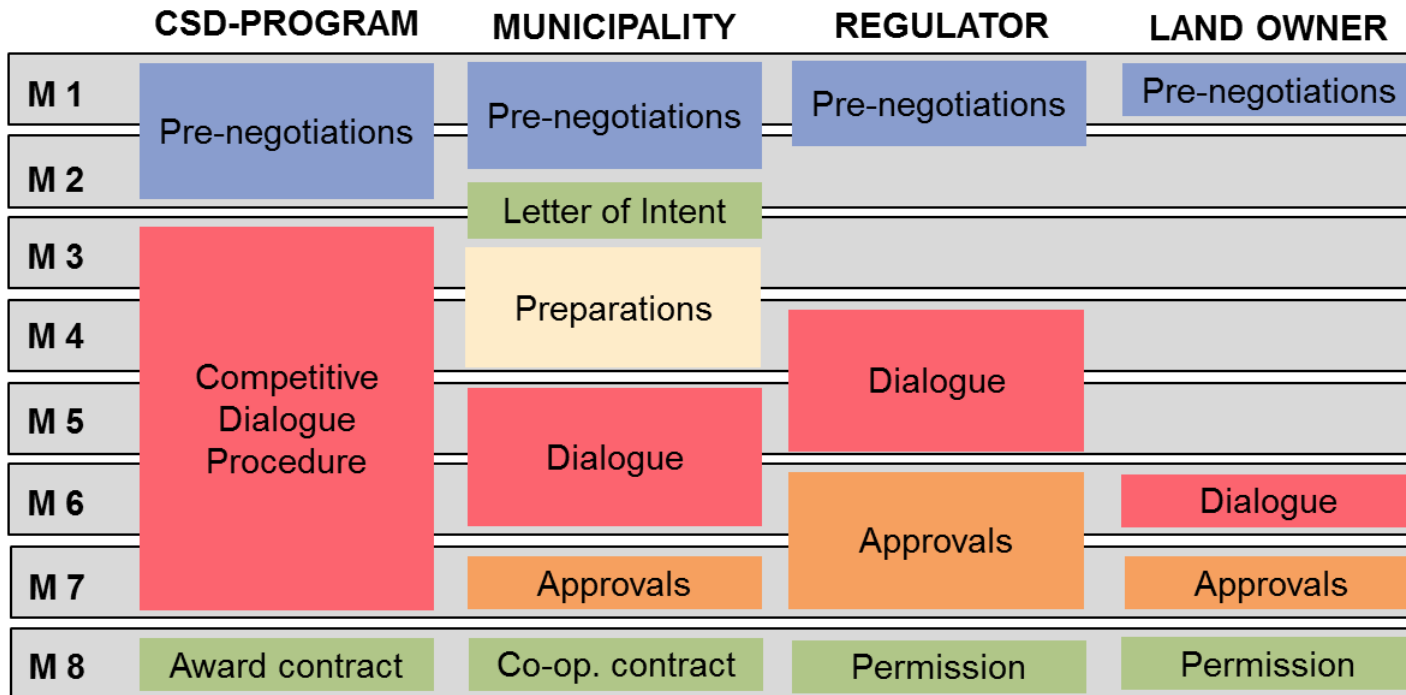 CSD-PROGRAM MUNICIPALITY REGULATOR LAND OWNER
M 1
Pre-negotiations Pre-negotiations Pre-negotiations Pre-negotiations
M 2
Letter of Intent
M 3
Preparations
M 4
Competitive
Dialogue
Procedure
Dialogue
M 5
Dialogue
M 6
Dialogue
Approvals
M 7
Approvals Approvals
M 8
Award contract Co-op. contract Permission Permission